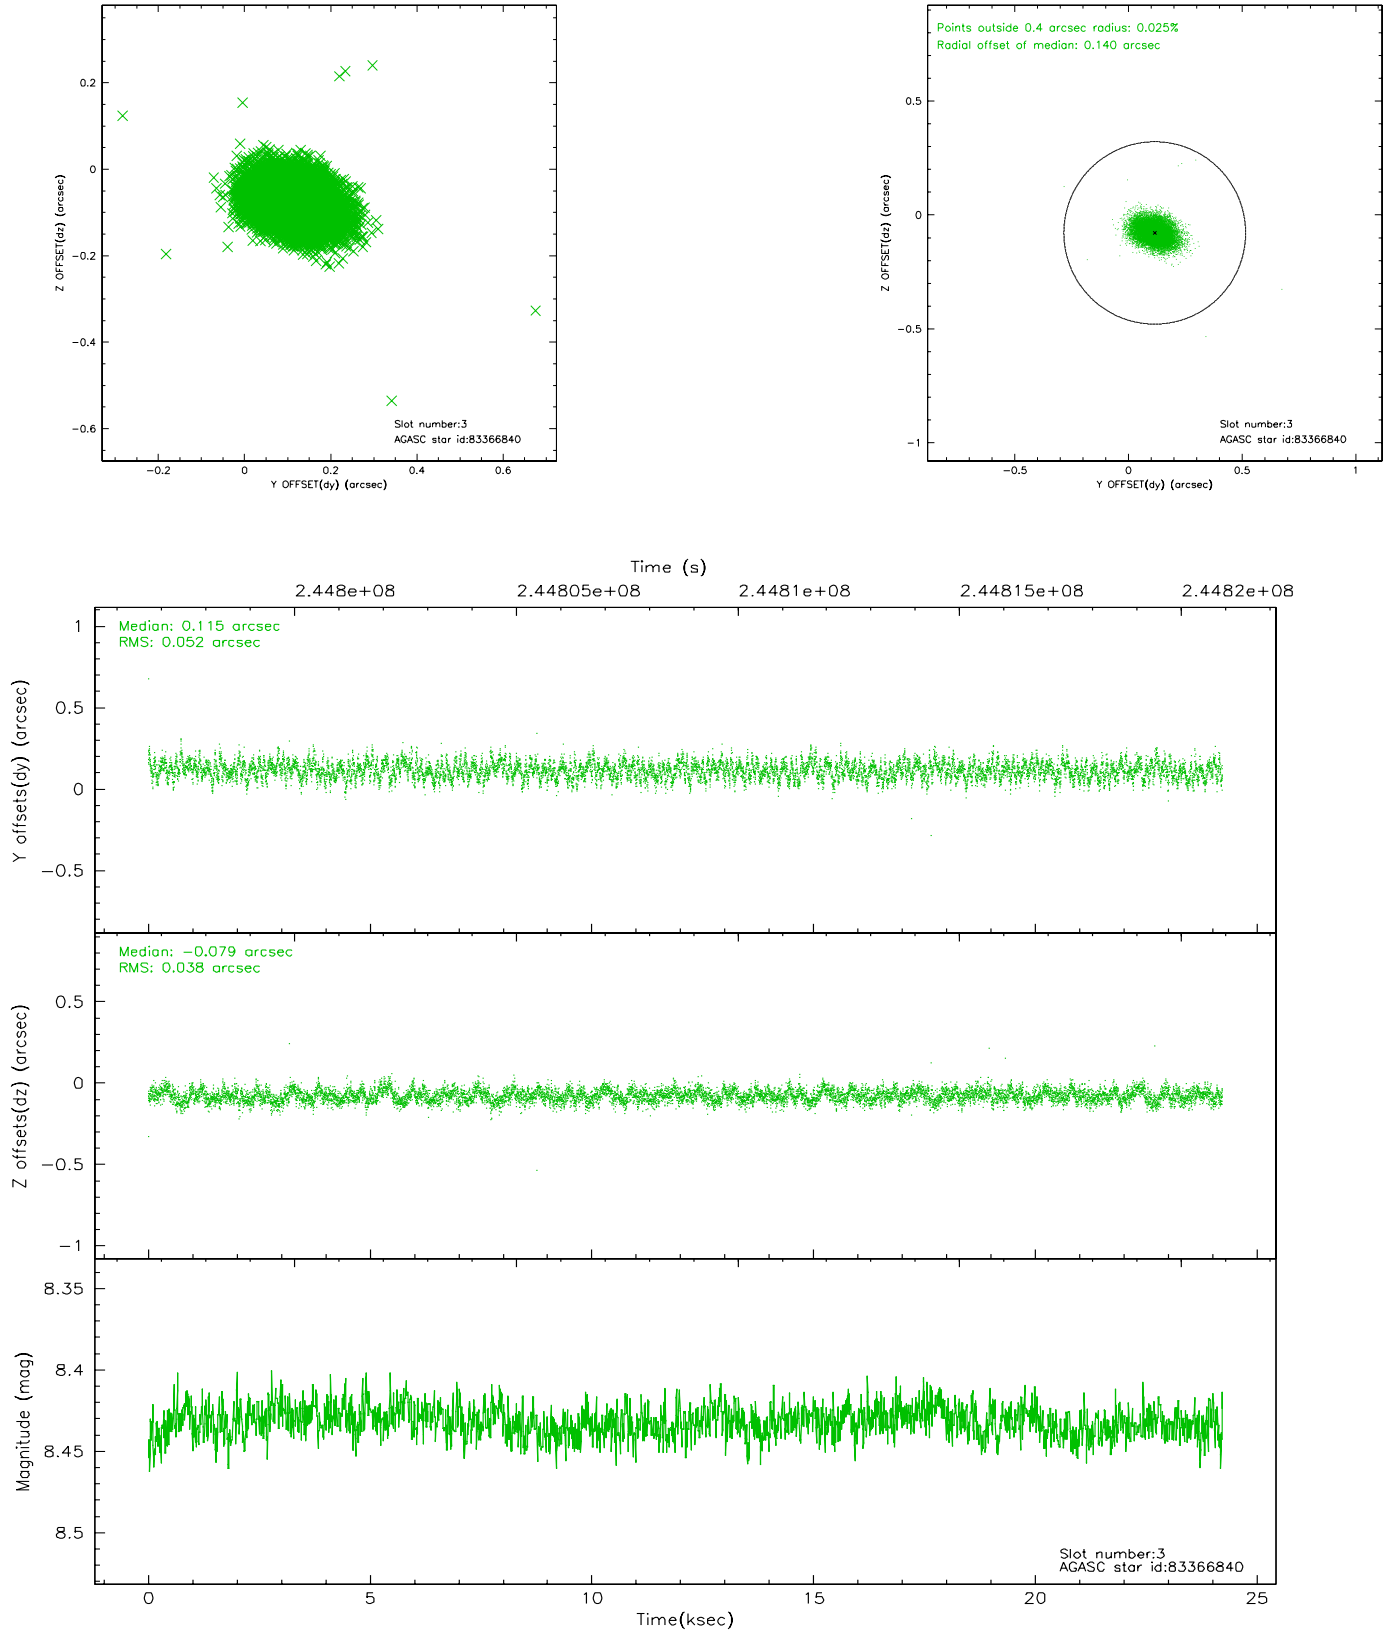 0.2
0
−0.2
−0.4
−0.6
Z OFFSET(dz) (arcsec)
Slot number:3
AGASC star id:83366840
−0.2 0 0.2 0.4 0.6
Y OFFSET(dy) (arcsec)
Points outside 0.4 arcsec radius: 0.025%
Radial offset of median: 0.140 arcsec
0.5
0
−0.5
−1
Z OFFSET(dz) (arcsec)
Slot number:3
AGASC star id:83366840
−0.5 0 0.5 1
Y OFFSET(dy) (arcsec)
Time (s)
2.448e+08 2.44805e+08 2.4481e+08 2.44815e+08 2.4482e+08
Median: 0.115 arcsec
RMS: 0.052 arcsec
1
0.5
0
−0.5
Y offsets(dy) (arcsec)
Median: −0.079 arcsec
RMS: 0.038 arcsec
0.5
0
−0.5
−1
Z offsets(dz) (arcsec)
8.35
8.4
8.45
8.5
Magnitude (mag)
Slot number:3
AGASC star id:83366840
0 5 10 15 20 25
Time(ksec)